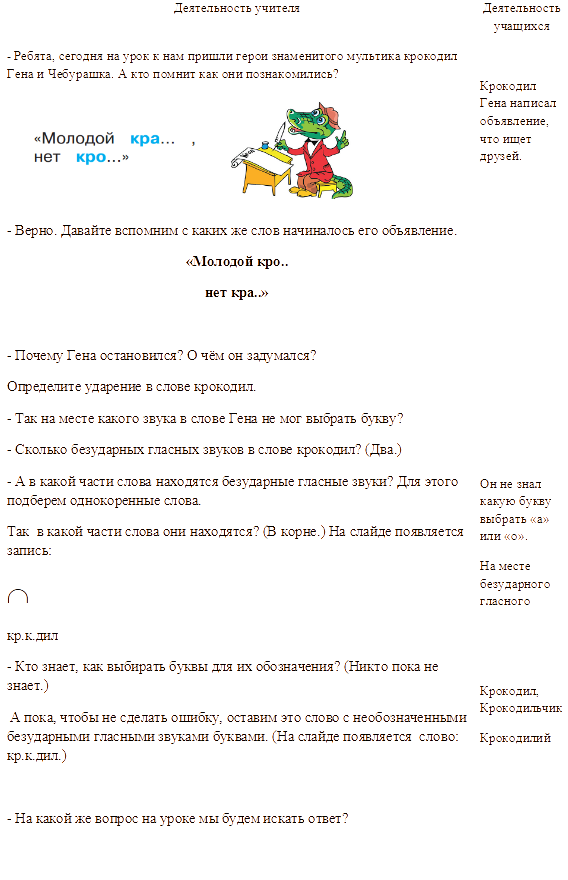 Деятельность учителя
Деятельность
учащихся
- Ребята, сегодня на урок к нам пришли герои знаменитого мультика крокодил
Гена и Чебурашка. А кто помнит как они познакомились?
Крокодил
Гена написал
объявление,
что ищет
друзей.
«Молодой кра... ,
нет кро...»
- Верно. Давайте вспомним с каких же слов начиналось его объявление.
«Молодой кро..
нет кра..»
- Почему Гена остановился? О чём он задумался?
Определите ударение в слове крокодил.
- Так на месте какого звука в слове Гена не мог выбрать букву?
- Сколько безударных гласных звуков в слове крокодил? (Два.)
- А в какой части слова находятся безударные гласные звуки? Для этого
подберем однокоренные слова.
Он не знал
какую букву
выбрать «а»
или «о».
Так в какой части слова они находятся? (В корне.) На слайде появляется
запись:
На месте
безударного
гласного
кр.к.дил
- Кто знает, как выбирать буквы для их обозначения? (Никто пока не
знает.)
Крокодил,
Крокодильчик
А пока, чтобы не сделать ошибку, оставим это слово с необозначенными
безударными гласными звуками буквами. (На слайде появляется слово:
кр.к.дил.)
Крокодилий
- На какой же вопрос на уроке мы будем искать ответ?